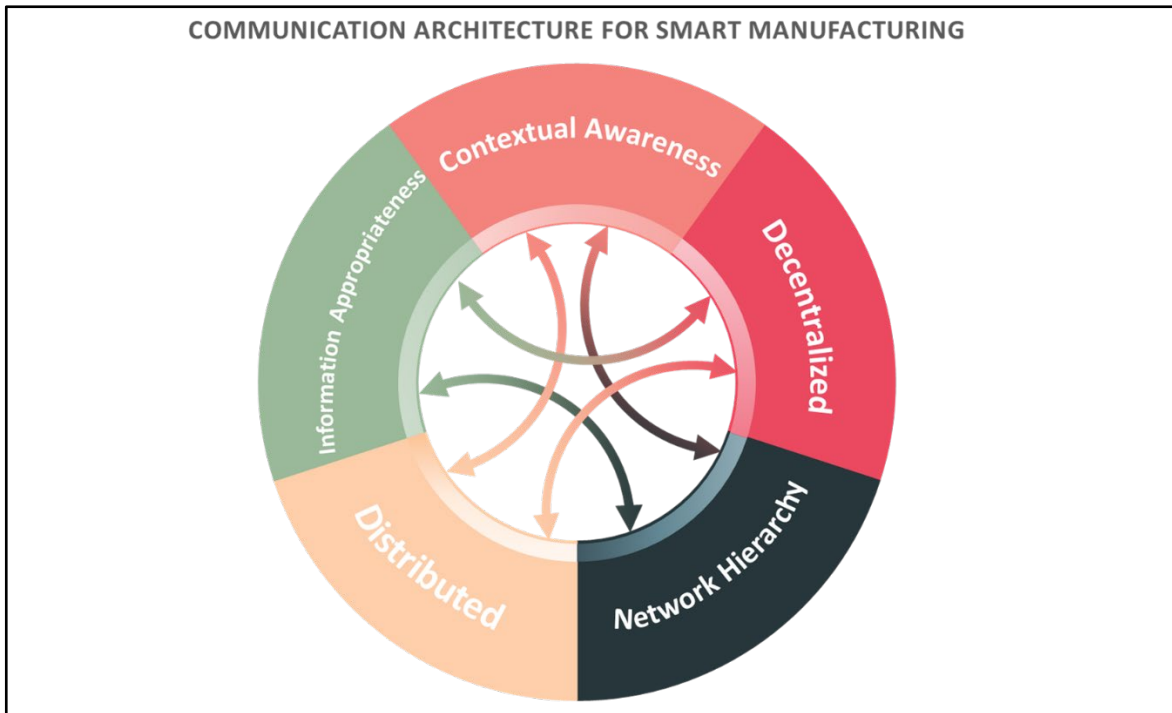 COMMUNICATION ARCHITECTURE FOR SMART MANUFACTURING
Contextual Awareness
Decentralized
Network Hierarchy
Distributed
Information Appropriateness